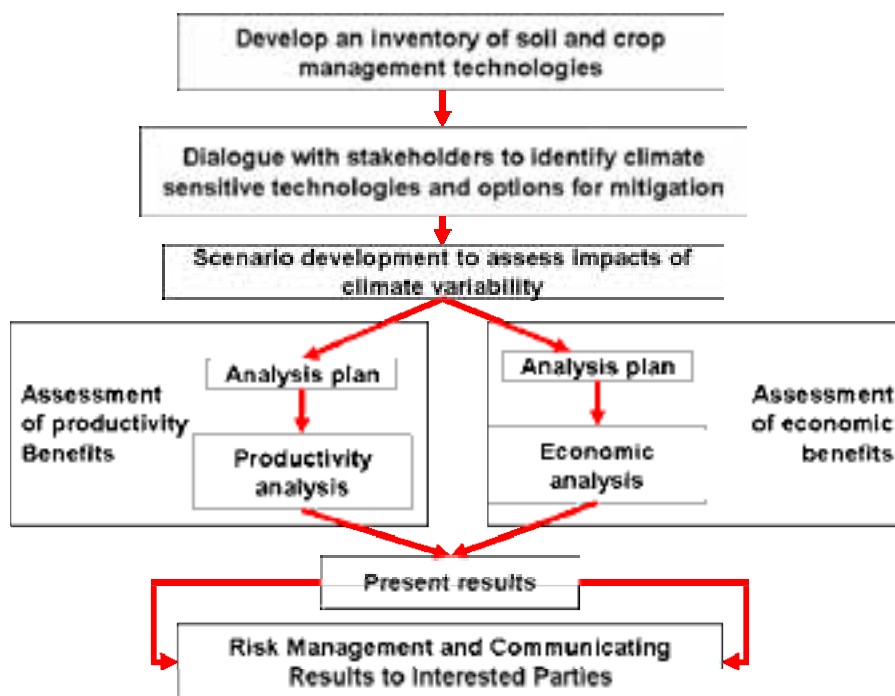 Develop an inventory of soil and crop
management technologies
Dialogue with stakeholders to identify climate
sensitive technologies and options for mitigation
Scenario development to assess impacts of
climate variability
Assessment
of productivity
Benefits
Analysis plan
Productivity
analysis
Analysis plan
Economic
analysis
Assessment
of economic
benefits
Present results
Risk Management and Communicating
Results to Interested Parties